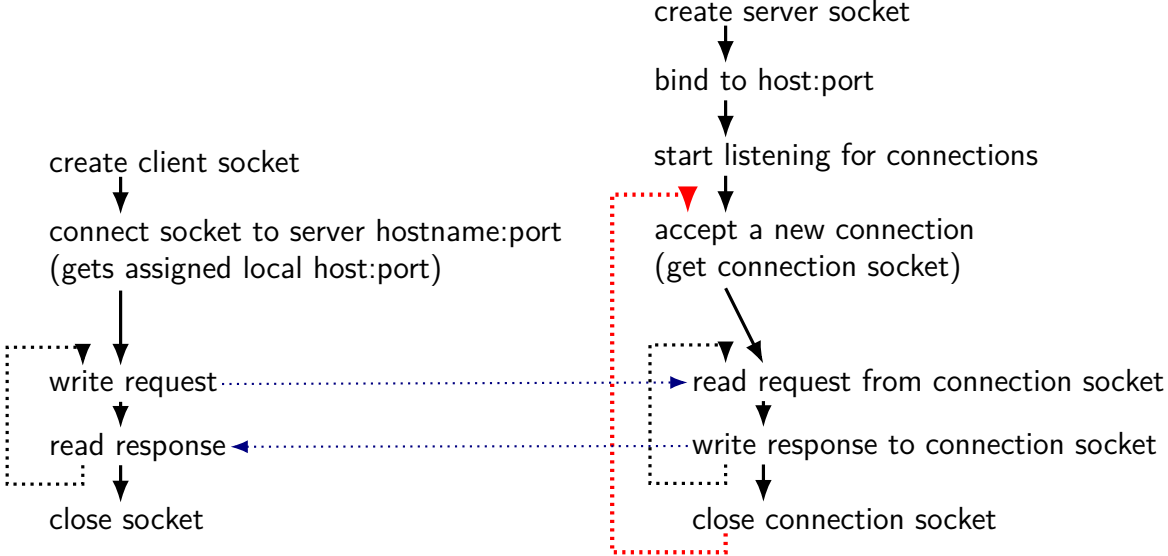 create server socket
bind to host:port
start listening for connections
accept a new connection
(get connection socket)
read request from connection socket
write response to connection socket
close connection socket
create client socket
connect socket to server hostname:port
(gets assigned local host:port)
write request
read response
close socket